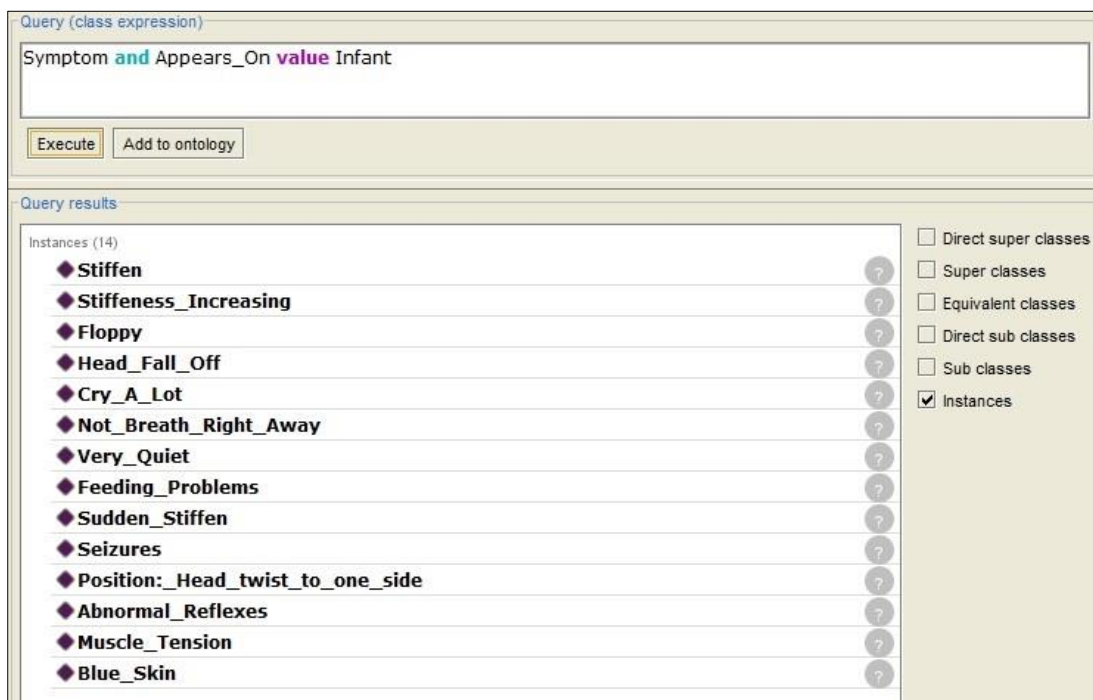 Query (class expression)
Symptom and Appears_On value Infant
Execute
Add to ontology
Query results
Instances (14)
Stiffen
?
Stiffeness_Increasing
?
Floppy
?
Head_Fall_Off
?
Cry_A_Lot
?
Not_Breath_Right_Away
?
Very_Quiet
?
Feeding_Problems
?
Sudden_Stiffen
?
Seizures
?
Position:_Head_twist_to_one_side
?
Abnormal_Reflexes
?
Muscle_Tension
?
Blue_Skin
?
Direct super classes
Super classes
Equivalent classes
Direct sub classes
Sub classes
Instances